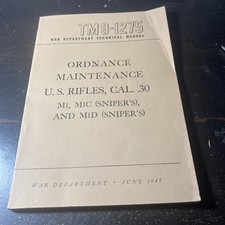 TM 9-1275
WAR DEPARTMENT TECHNICAL MANUAL
ORDNANCE
MAINTENANCE
U. S. RIFLES, CAL. .30
M1, M1C (SNIPER'S),
AND M1D (SNIPER'S)
WAR DEPARTMENT • JUNE 1947